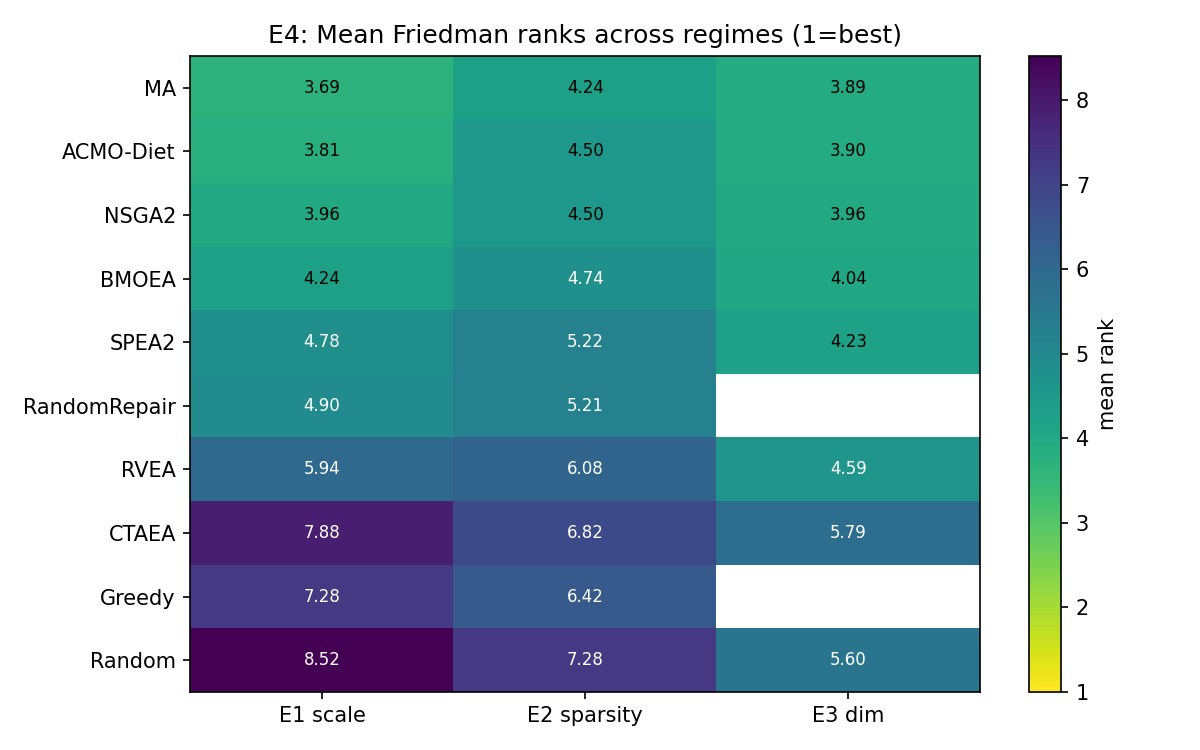 E4: Mean Friedman ranks across regimes (1=best)
MA 3.69 4.24 3.89
ACMO-Diet 3.81 4.50 3.90
NSGA2 3.96 4.50 3.96
BMOEA 4.24 4.74 4.04
SPEA2 4.78 5.22 4.23
RandomRepair 4.90 5.21
RVEA 5.94 6.08 4.59
CTAEA 7.88 6.82 5.79
Greedy 7.28 6.42
Random 8.52 7.28 5.60
E1 scale E2 sparsity E3 dim
8
7
6
5
4
3
2
1
mean rank